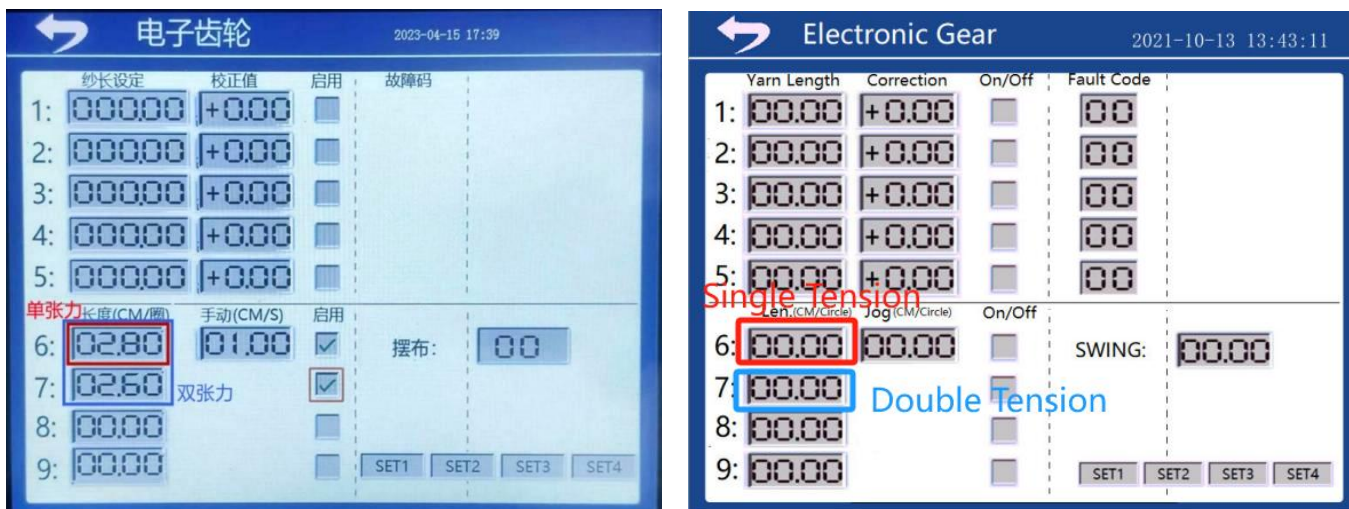 电子齿轮 2023-04-15 17:39
纱长设定 校正值 启用 故障码
1: 000.00 +0.00
2: 000.00 +0.00
3: 000.00 +0.00
4: 000.00 +0.00
5: 000.00 +0.00
单张力 长度(CM/圈) 手动(CM/S) 启用
6: 02.80 01.00 摆布: 00
7: 02.60 双张力
8: 00.00
9: 00.00 SET1 SET2 SET3 SET4
Electronic Gear 2021-10-13 13:43:11
Yarn Length Correction On/Off Fault Code
1: 00.00 +0.00 00
2: 00.00 +0.00 00
3: 00.00 +0.00 00
4: 00.00 +0.00 00
5: 00.00 +0.00 00
Single Tension
Len.(CM/Circle) Jog(CM/Circle) On/Off
6: 00.00 00.00 SWING: 00.00
7: 00.00 Double Tension
8: 00.00
9: 00.00 SET1 SET2 SET3 SET4